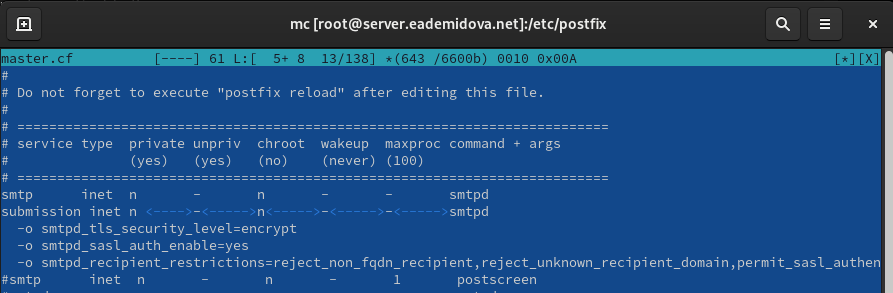 mc [root@server.eademidova.net]:/etc/postfix
master.cf          [----] 61 L:[  5+ 8  13/138] *(643 /6600b) 0010 0x00A                                [*][X]
#
# Do not forget to execute "postfix reload" after editing this file.
#
# ==========================================================================
# service type  private unpriv  chroot  wakeup  maxproc command + args
#               (yes)   (yes)   (no)    (never) (100)
# ==========================================================================
smtp      inet  n       -       n       -       -       smtpd
submission inet n <---->-<----->n<----->-<----->-<----->smtpd
  -o smtpd_tls_security_level=encrypt
  -o smtpd_sasl_auth_enable=yes
  -o smtpd_recipient_restrictions=reject_non_fqdn_recipient,reject_unknown_recipient_domain,permit_sasl_authen
#smtp      inet  n       -       n       -       1       postscreen